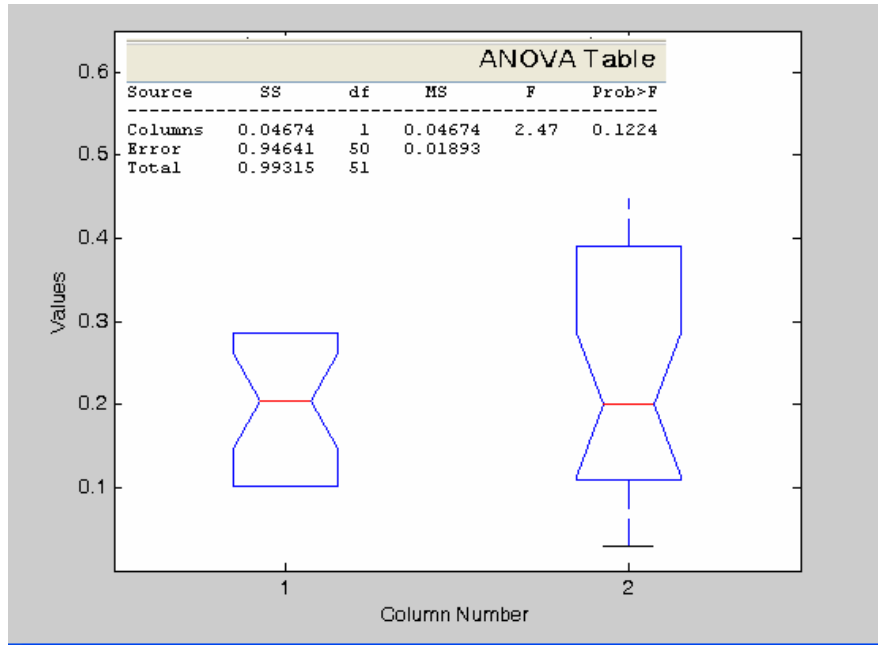 ANOVA Table
Source SS df MS F Prob>F
Columns 0.04674 1 0.04674 2.47 0.1224
Error 0.94641 50 0.01893
Total 0.99315 51
0.6
0.5
0.4
0.3
0.2
0.1
Values
1 2
Column Number